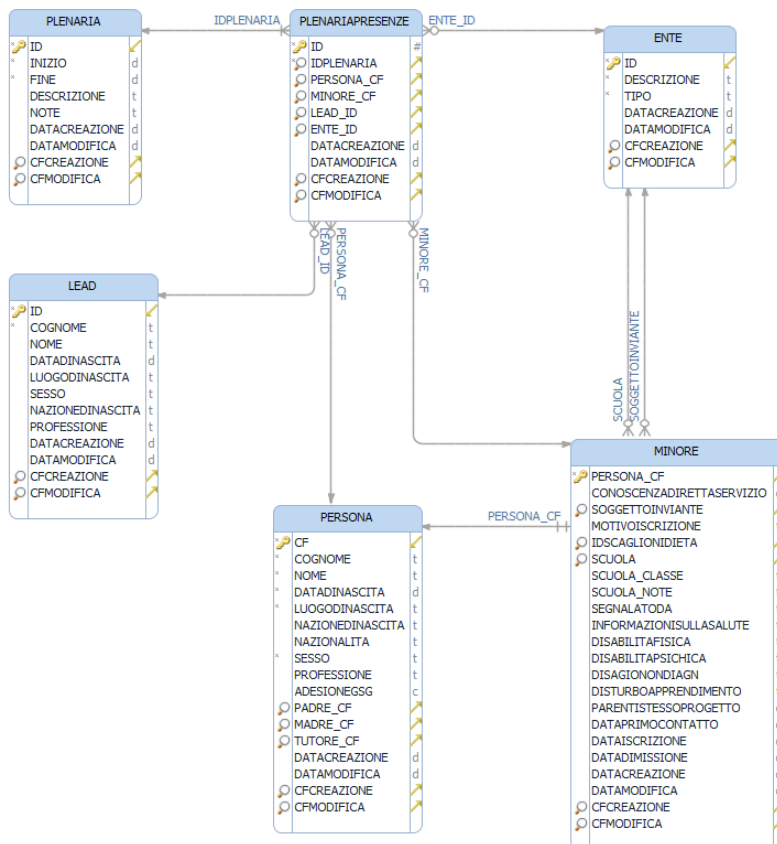 PLENARIA
ID
INIZIO d
FINE d
DESCRIZIONE t
NOTE t
DATACREAZIONE d
DATAMODIFICA d
CFCREAZIONE
CFMODIFICA
IDPLENARIA
PLENARIAPRESENZE
ID #
IDPLENARIA
PERSONA_CF
MINORE_CF
LEAD_ID
ENTE_ID
DATACREAZIONE d
DATAMODIFICA d
CFCREAZIONE
CFMODIFICA
ENTE_ID
ENTE
ID
DESCRIZIONE t
TIPO t
DATACREAZIONE d
DATAMODIFICA d
CFCREAZIONE
CFMODIFICA
LEAD_ID
PERSONA_CF
MINORE_CF
SCUOLA
SOGGETTOINVIANTE
LEAD
ID
COGNOME t
NOME t
DATADINASCITA d
LUOGODINASCITA t
SESSO t
NAZIONEDINASCITA t
PROFESSIONE t
DATACREAZIONE d
DATAMODIFICA d
CFCREAZIONE
CFMODIFICA
PERSONA
CF
COGNOME t
NOME t
DATADINASCITA d
LUOGODINASCITA t
NAZIONEDINASCITA t
NAZIONALITA t
SESSO t
PROFESSIONE t
ADESIONEGSG c
PADRE_CF
MADRE_CF
TUTORE_CF
DATACREAZIONE d
DATAMODIFICA d
CFCREAZIONE
CFMODIFICA
PERSONA_CF
MINORE
PERSONA_CF
CONOSCENZADIRETTASERVIZIO
SOGGETTOINVIANTE
MOTIVOISCRIZIONE
IDSCAGLIONIDIETA
SCUOLA
SCUOLA_CLASSE
SCUOLA_NOTE
SEGNALATODA
INFORMAZIONISULLASALUTE
DISABILITAFISICA
DISABILITAPSICHICA
DISAGIONONDIAGN
DISTURBOAPPRENDIMENTO
PARENTISTESSOPROGETTO
DATAPRIMOCONTATTO
DATAISCRIZIONE
DATADIMISSIONE
DATACREAZIONE
DATAMODIFICA
CFCREAZIONE
CFMODIFICA